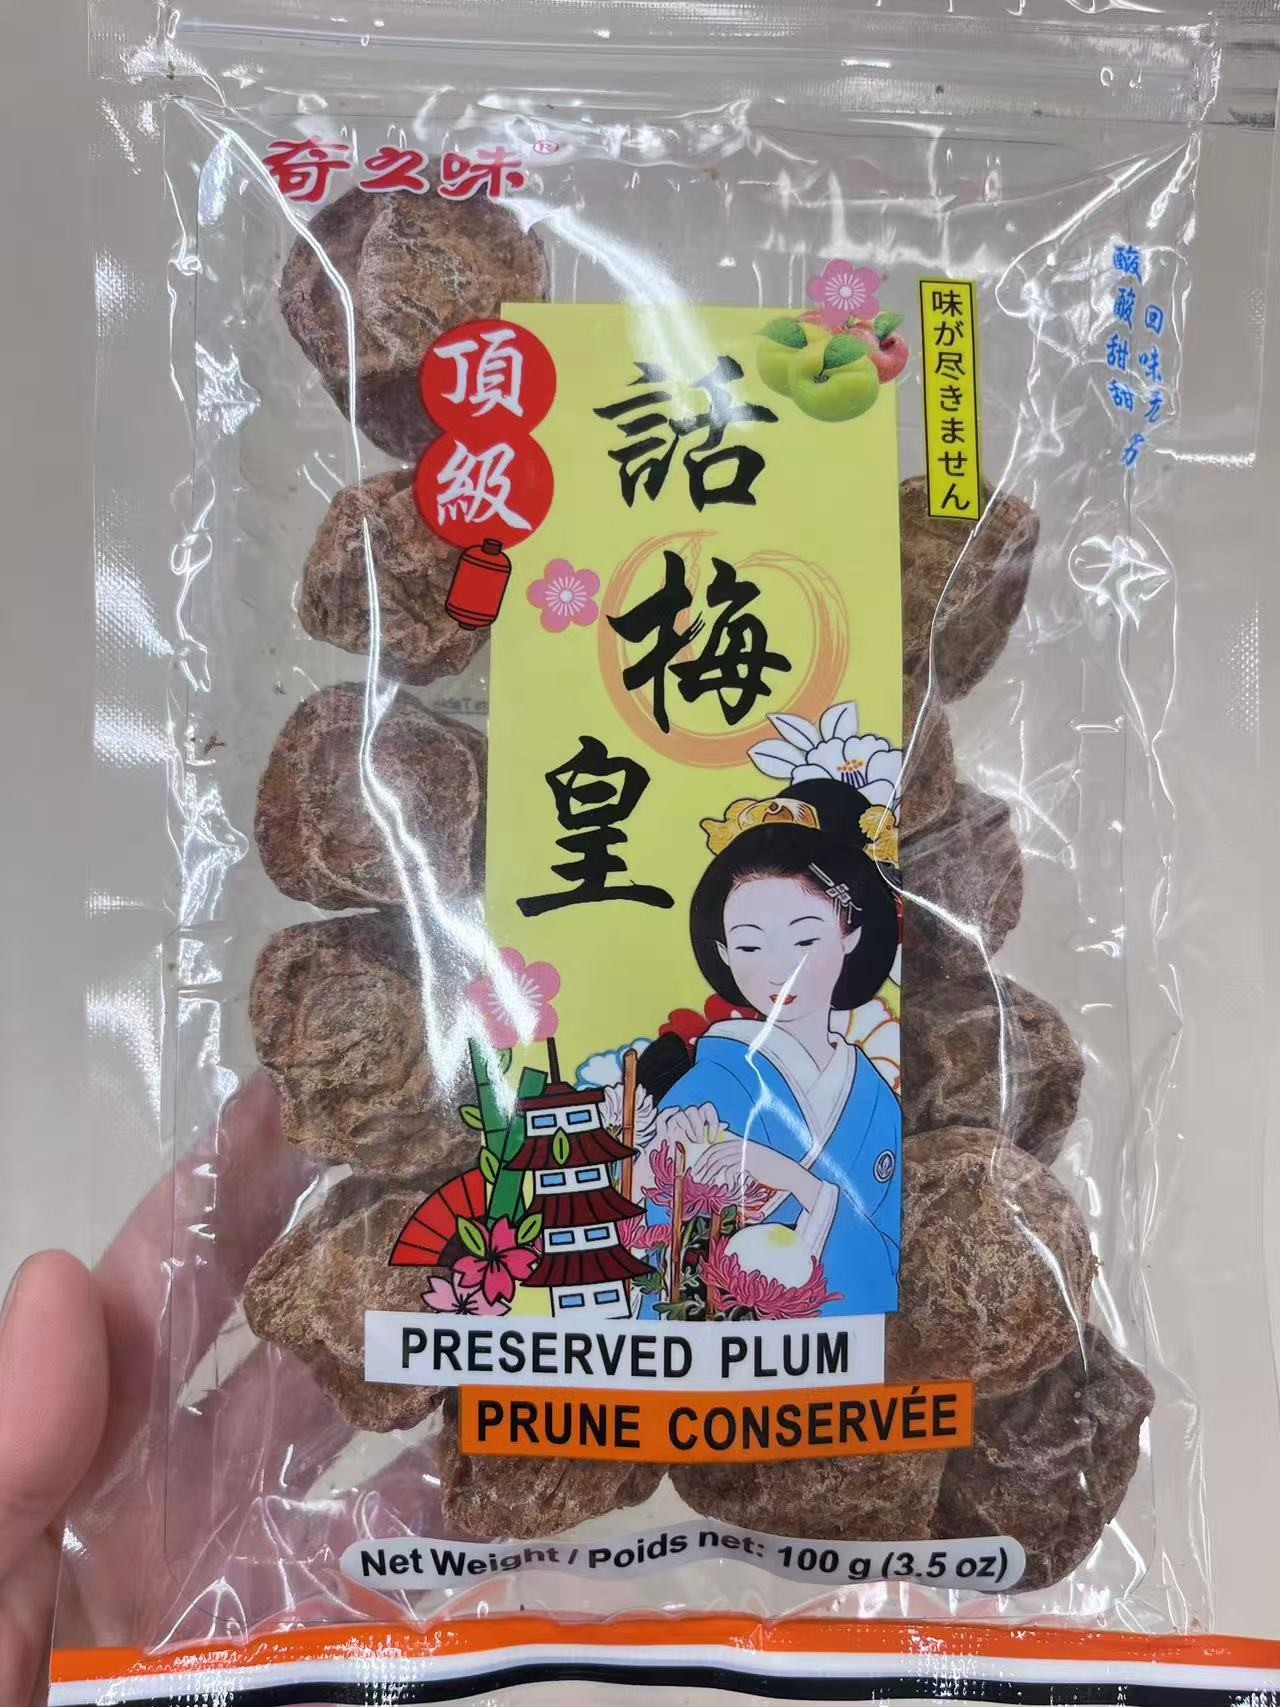 奇之味®
頂級
話梅皇
味が尽きません
酸酸甜甜
回味无穷
PRESERVED PLUM
PRUNE CONSERVÉE
Net Weight / Poids net: 100 g (3.5 oz)